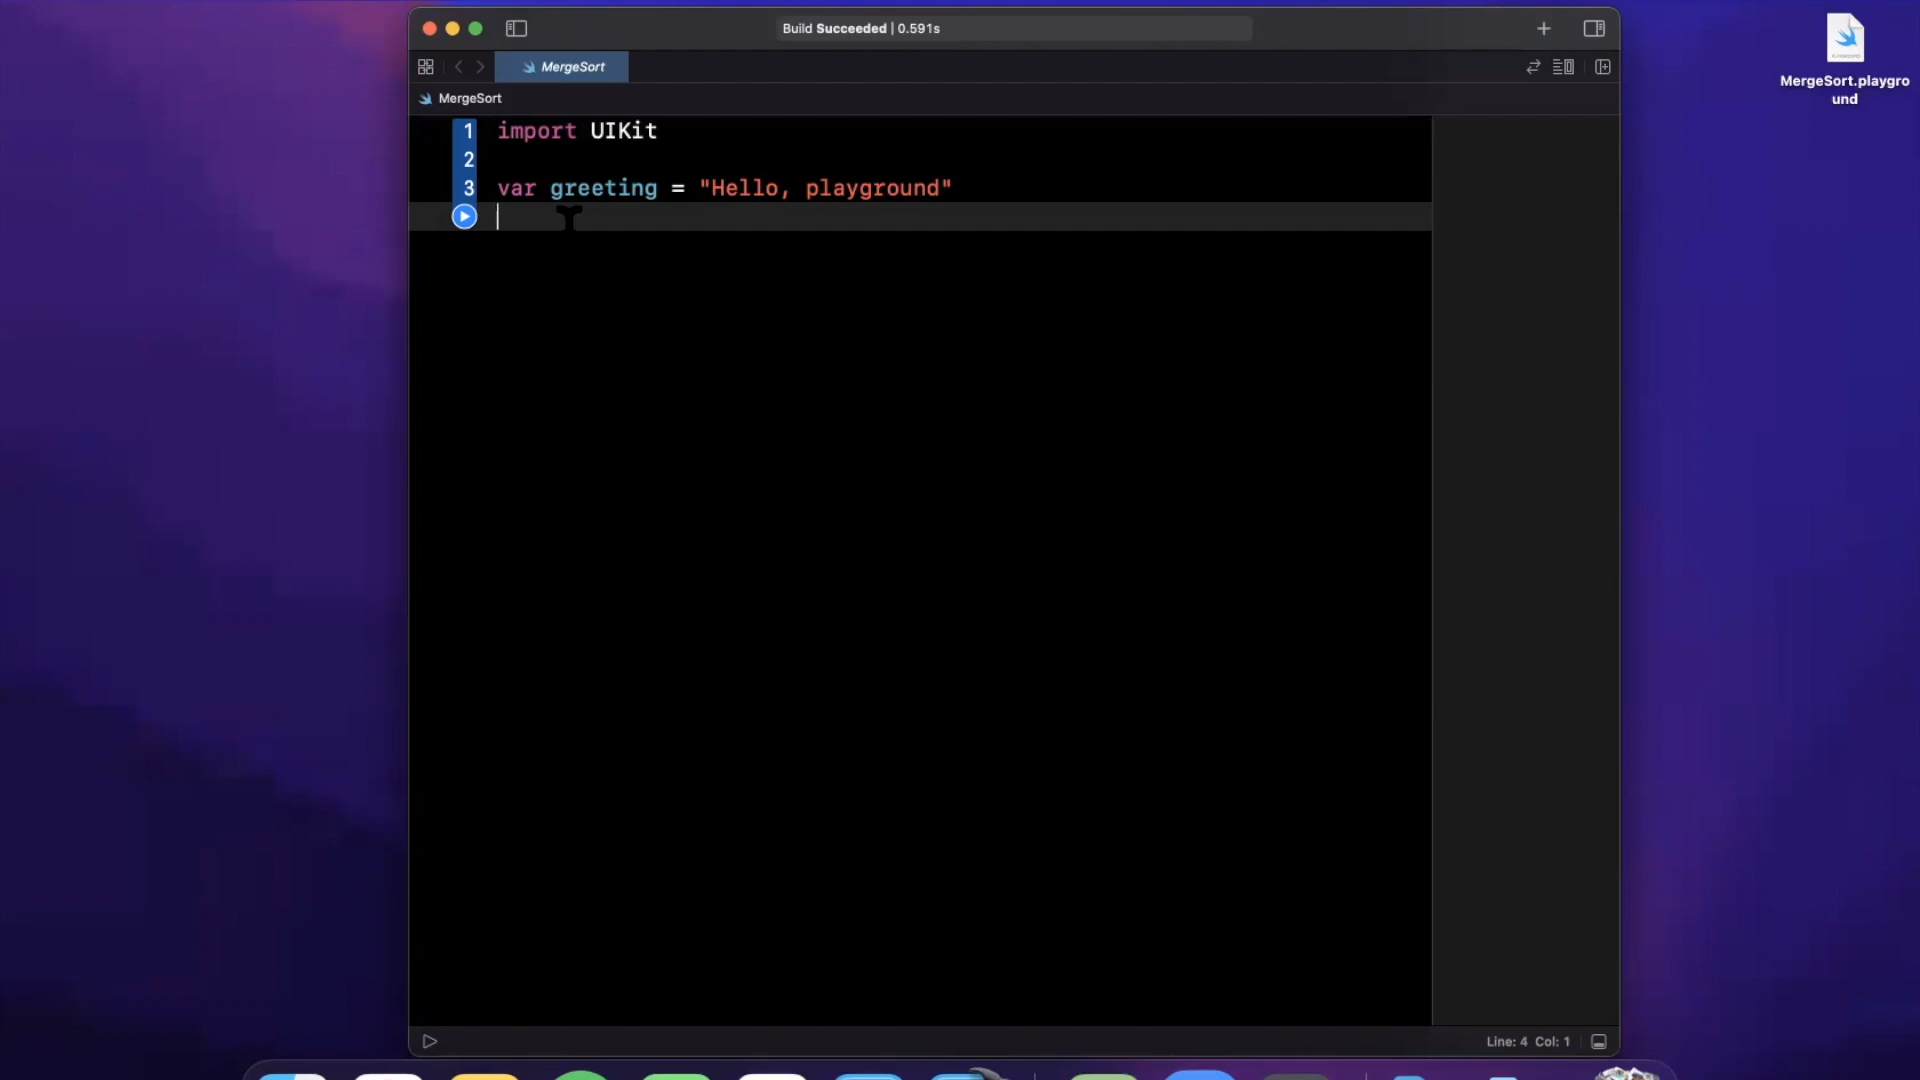 Build Succeeded | 0.591s
MergeSort
MergeSort
1 import UIKit
2
3 var greeting = "Hello, playground"
Line: 4 Col: 1
MergeSort.playgro
und